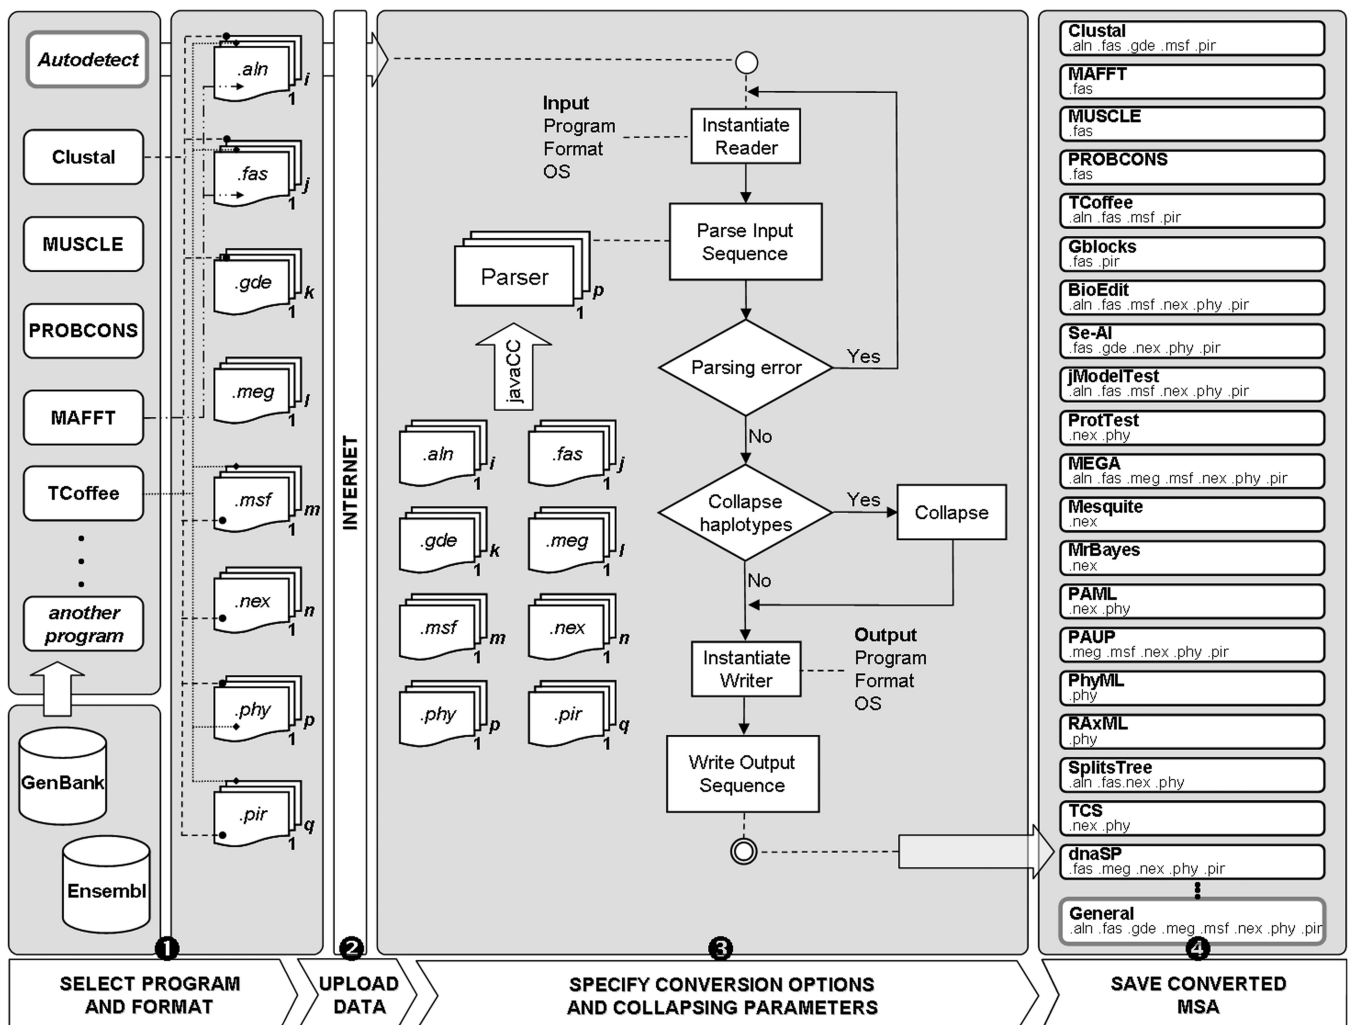 Autodetect
Clustal
MUSCLE
PROBCONS
MAFFT
TCoffee
another
program
GenBank
Ensembl
.aln
i
1
.fas
j
1
.gde
k
1
.meg
l
1
.msf
m
1
.nex
n
1
.phy
p
1
.pir
q
1
INTERNET
Input
Program
Format
OS
Instantiate
Reader
Parse Input
Sequence
Parser
p
1
javaCC
Parsing error
Yes
No
Collapse
haplotypes
Yes
Collapse
No
Instantiate
Writer
Output
Program
Format
OS
Write Output
Sequence
.aln
i
1
.fas
j
1
.gde
k
1
.meg
l
1
.msf
m
1
.nex
n
1
.phy
p
1
.pir
q
1
Clustal
.aln .fas .gde .msf .pir
MAFFT
.fas
MUSCLE
.fas
PROBCONS
.fas
TCoffee
.aln .fas .msf .pir
Gblocks
.fas .pir
BioEdit
.aln .fas .msf .nex .phy .pir
Se-Al
.fas .gde .nex .phy .pir
jModelTest
.aln .fas .msf .nex .phy .pir
ProtTest
.nex .phy
MEGA
.aln .fas .meg .msf .nex .phy .pir
Mesquite
.nex
MrBayes
.nex
PAML
.nex .phy
PAUP
.meg .msf .nex .phy .pir
PhyML
.phy
RAxML
.phy
SplitsTree
.aln .fas.nex .phy
TCS
.nex .phy
dnaSP
.fas .meg .nex .phy .pir
General
.aln .fas .gde .meg .msf .nex .phy .pir
1
2
3
4
SELECT PROGRAM
AND FORMAT
UPLOAD
DATA
SPECIFY CONVERSION OPTIONS
AND COLLAPSING PARAMETERS
SAVE CONVERTED
MSA